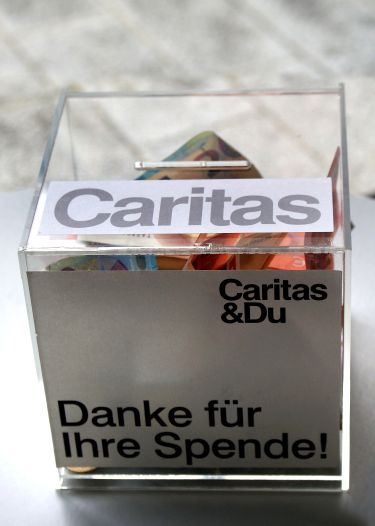 Caritas
Caritas
&Du
Danke für
Ihre Spende!